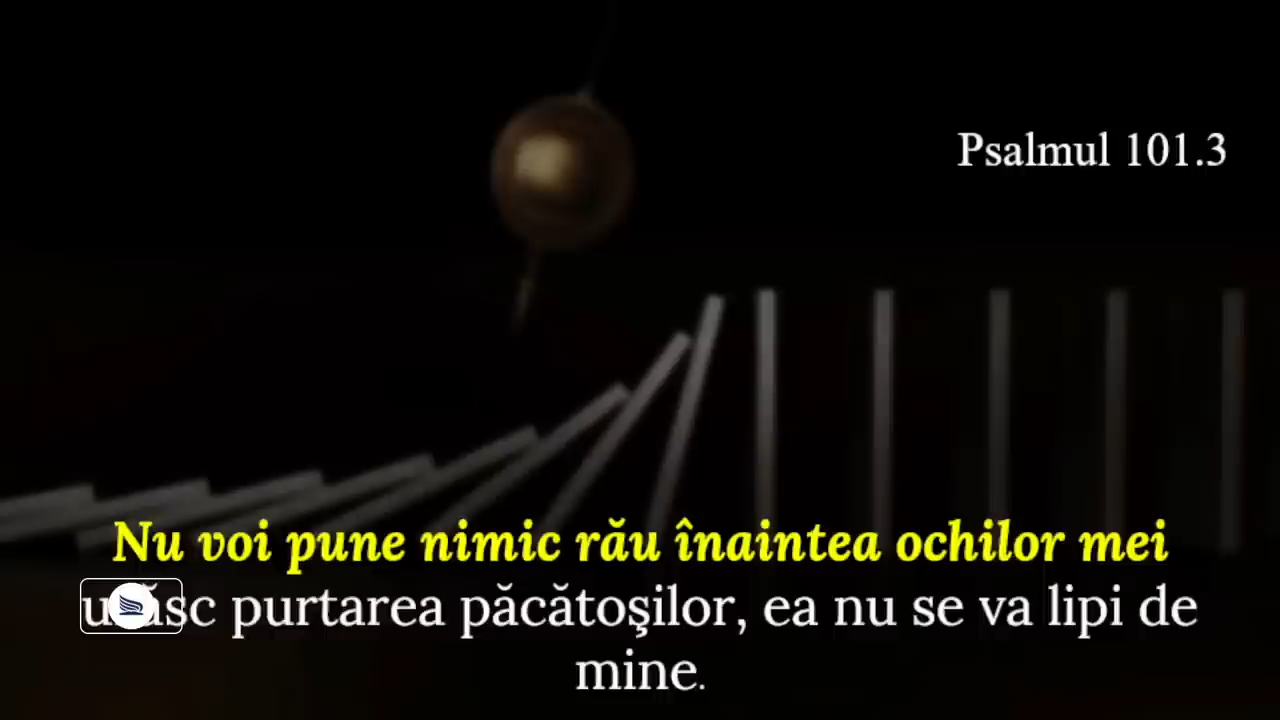 Psalmul 101.3
Nu voi pune nimic rău înaintea ochilor mei
purtarea păcătoşilor, ea nu se va lipi de
mine.